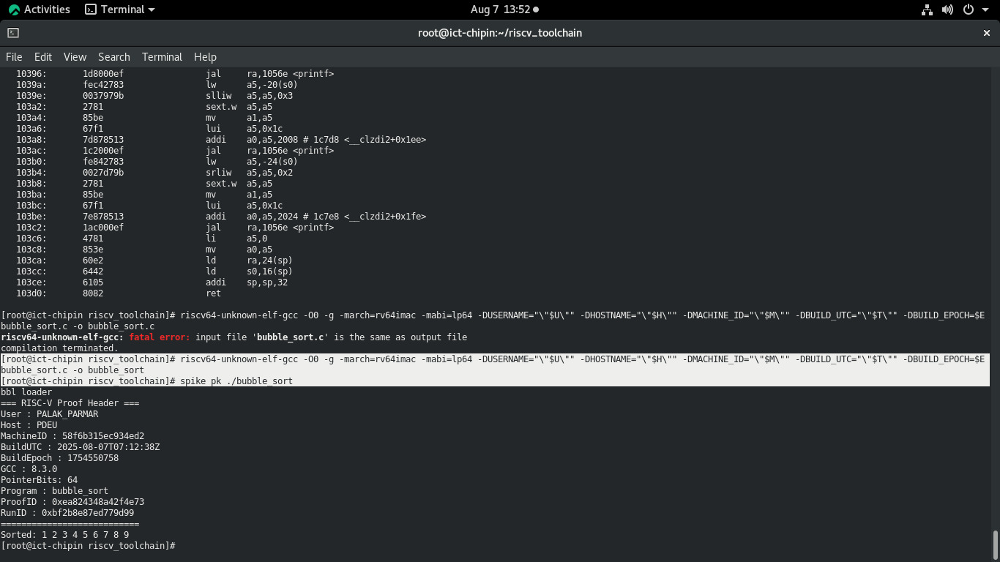 Activities Terminal Aug 7 13:52
root@ict-chipin:~/riscv_toolchain ×
File Edit View Search Terminal Help
10396: 1d8000ef jal ra,1056e <printf>
1039a: fec42783 lw a5,-20(s0)
1039e: 0037979b slliw a5,a5,0x3
103a2: 2781 sext.w a5,a5
103a4: 85be mv a1,a5
103a6: 67f1 lui a5,0x1c
103a8: 7d878513 addi a0,a5,2008 # 1c7d8 <__clzdi2+0x1ee>
103ac: 1c2000ef jal ra,1056e <printf>
103b0: fe842783 lw a5,-24(s0)
103b4: 0027d79b srliw a5,a5,0x2
103b8: 2781 sext.w a5,a5
103ba: 85be mv a1,a5
103bc: 67f1 lui a5,0x1c
103be: 7e878513 addi a0,a5,2024 # 1c7e8 <__clzdi2+0x1fe>
103c2: 1ac000ef jal ra,1056e <printf>
103c6: 4781 li a5,0
103c8: 853e mv a0,a5
103ca: 60e2 ld ra,24(sp)
103cc: 6442 ld s0,16(sp)
103ce: 6105 addi sp,sp,32
103d0: 8082 ret
[root@ict-chipin riscv_toolchain]# riscv64-unknown-elf-gcc -O0 -g -march=rv64imac -mabi=lp64 -DUSERNAME="\"$U\"" -DHOSTNAME="\"$H\"" -DMACHINE_ID="\"$M\"" -DBUILD_UTC="\"$T\"" -DBUILD_EPOCH=$E
bubble_sort.c -o bubble_sort.c
riscv64-unknown-elf-gcc: fatal error: input file 'bubble_sort.c' is the same as output file
compilation terminated.
[root@ict-chipin riscv_toolchain]# riscv64-unknown-elf-gcc -O0 -g -march=rv64imac -mabi=lp64 -DUSERNAME="\"$U\"" -DHOSTNAME="\"$H\"" -DMACHINE_ID="\"$M\"" -DBUILD_UTC="\"$T\"" -DBUILD_EPOCH=$E
bubble_sort.c -o bubble_sort
[root@ict-chipin riscv_toolchain]# spike pk ./bubble_sort
bbl loader
=== RISC-V Proof Header ===
User : PALAK_PARMAR
Host : PDEU
MachineID : 58f6b315ec934ed2
BuildUTC : 2025-08-07T07:12:38Z
BuildEpoch : 1754550758
GCC : 8.3.0
PointerBits: 64
Program : bubble_sort
ProofID : 0xea824348a42f4e73
RunID : 0xbf2b8e87ed779d99
===========================
Sorted: 1 2 3 4 5 6 7 8 9
[root@ict-chipin riscv_toolchain]#